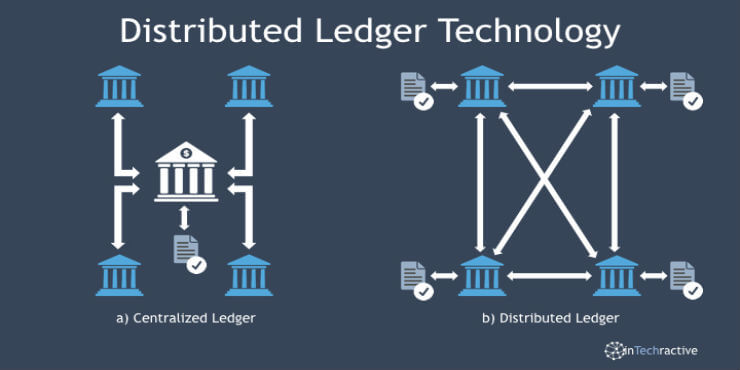 Distributed Ledger Technology
$
a) Centralized Ledger
b) Distributed Ledger
inTechractive